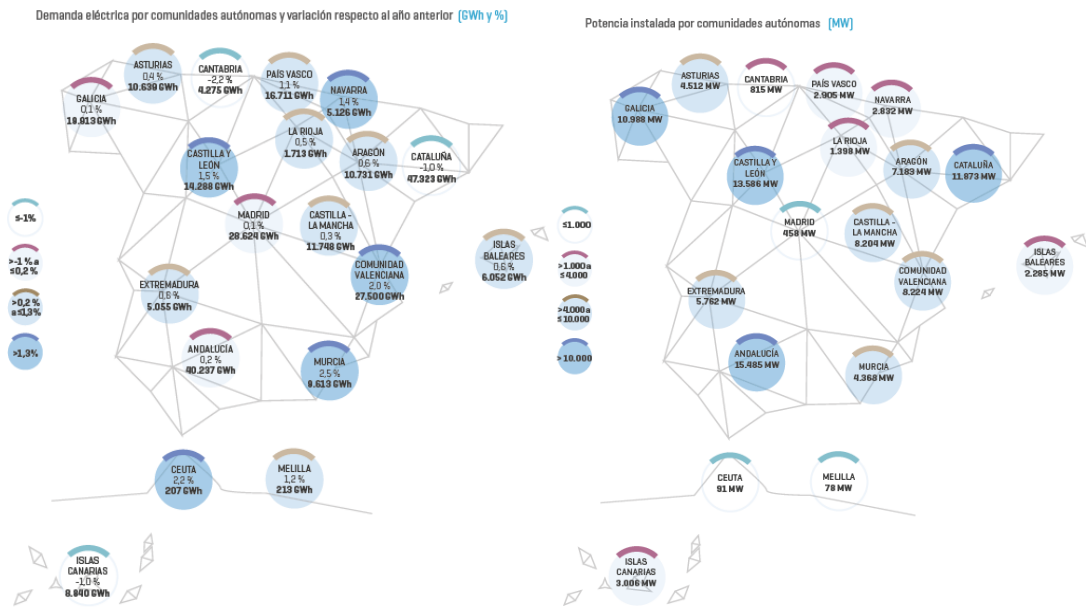 Demanda eléctrica por comunidades autónomas y variación respecto al año anterior (GWh y %)
ASTURIAS
0,4 %
10.639 GWh
CANTABRIA
-2,2 %
4.275 GWh
PAÍS VASCO
1,1 %
16.711 GWh
NAVARRA
1,4 %
5.126 GWh
GALICIA
0,1 %
19.813 GWh
LA RIOJA
0,5 %
1.713 GWh
CASTILLA Y
LEÓN
1,5 %
14.288 GWh
ARAGÓN
0,6 %
10.731 GWh
CATALUÑA
-1,0 %
47.323 GWh
MADRID
0,1 %
28.624 GWh
CASTILLA -
LA MANCHA
0,3 %
11.748 GWh
ISLAS
BALEARES
0,6 %
6.052 GWh
COMUNIDAD
VALENCIANA
2,0 %
27.500 GWh
EXTREMADURA
0,6 %
5.055 GWh
ANDALUCÍA
0,2 %
40.237 GWh
MURCIA
2,5 %
9.613 GWh
CEUTA
2,2 %
207 GWh
MELILLA
1,2 %
213 GWh
ISLAS
CANARIAS
-1,0 %
8.840 GWh
≤-1%
>-1 % a
≤0,2 %
>0,2 %
a ≤1,3%
>1,3%
Potencia instalada por comunidades autónomas (MW)
ASTURIAS
4.512 MW
CANTABRIA
815 MW
PAÍS VASCO
2.905 MW
NAVARRA
2.832 MW
GALICIA
10.988 MW
LA RIOJA
1.398 MW
CASTILLA Y
LEÓN
13.586 MW
ARAGÓN
7.183 MW
CATALUÑA
11.873 MW
MADRID
458 MW
CASTILLA -
LA MANCHA
8.204 MW
ISLAS
BALEARES
2.285 MW
COMUNIDAD
VALENCIANA
8.224 MW
EXTREMADURA
5.762 MW
ANDALUCÍA
15.485 MW
MURCIA
4.368 MW
CEUTA
91 MW
MELILLA
78 MW
ISLAS
CANARIAS
3.006 MW
≤1.000
>1.000 a
≤4.000
>4.000 a
≤10.000
>10.000